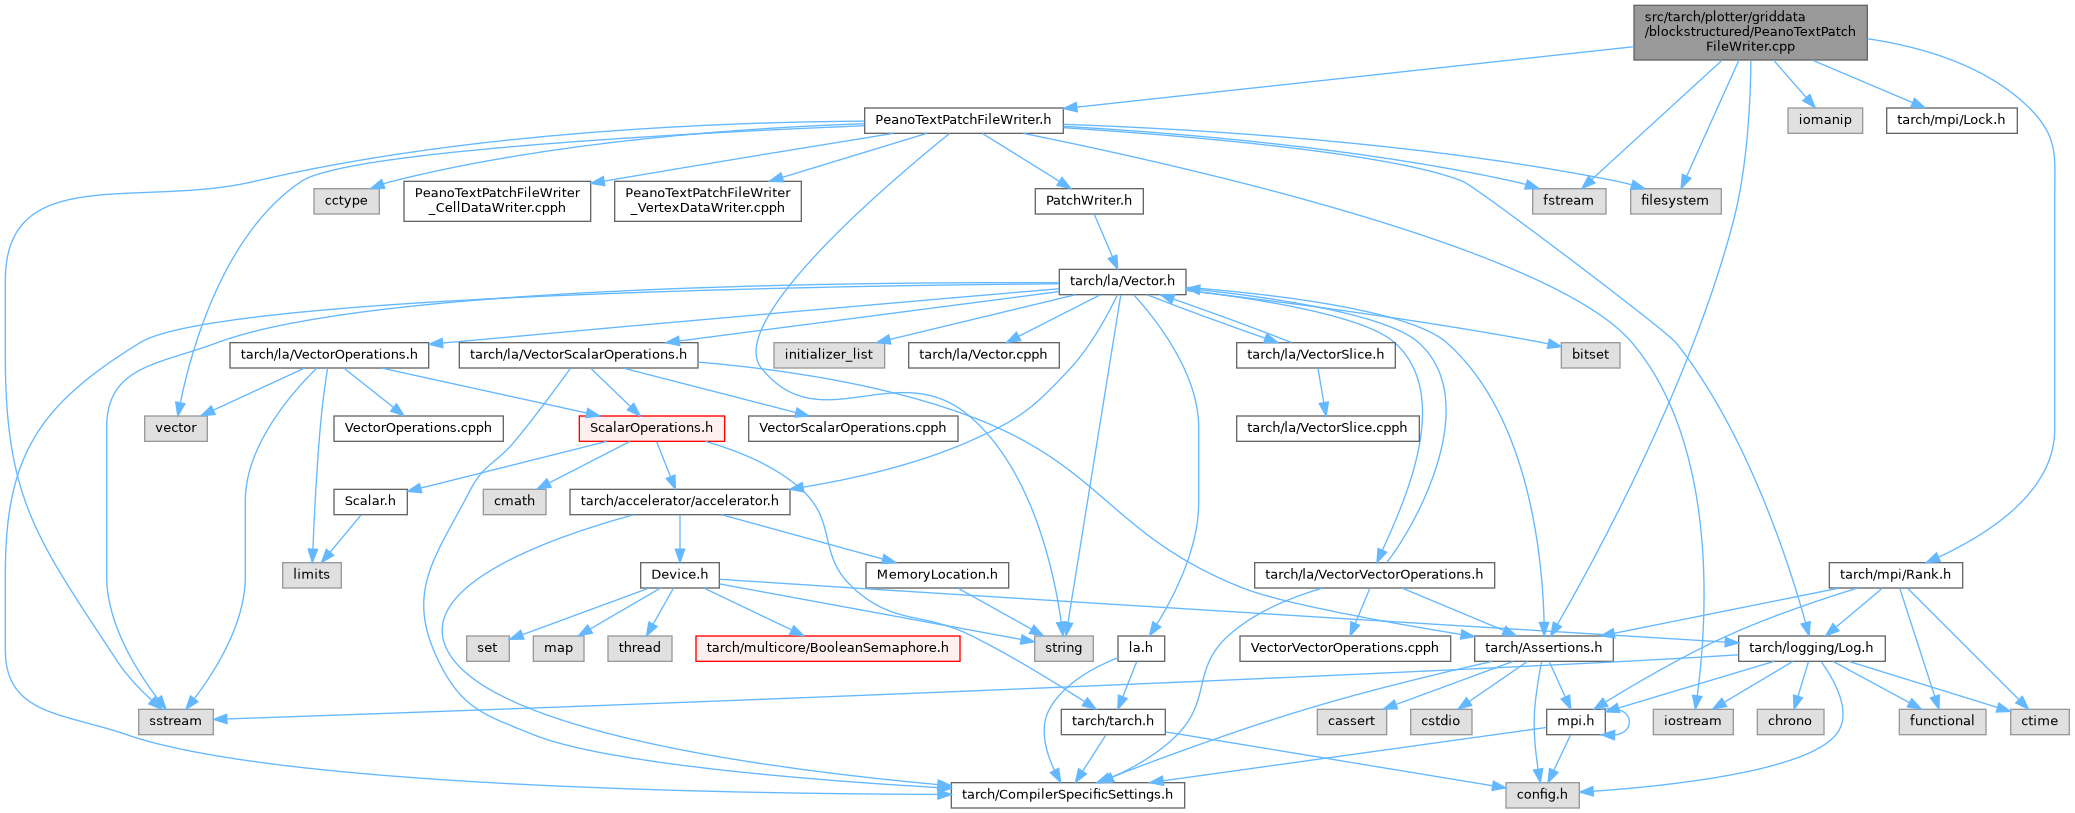 src/tarch/plotter/griddata
/blockstructured/PeanoTextPatch
FileWriter.cpp
PeanoTextPatchFileWriter.h
iomanip
tarch/mpi/Lock.h
cctype
PeanoTextPatchFileWriter
_CellDataWriter.cpph
PeanoTextPatchFileWriter
_VertexDataWriter.cpph
PatchWriter.h
fstream
filesystem
tarch/la/Vector.h
tarch/la/VectorOperations.h
tarch/la/VectorScalarOperations.h
initializer_list
tarch/la/Vector.cpph
tarch/la/VectorSlice.h
bitset
vector
VectorOperations.cpph
ScalarOperations.h
VectorScalarOperations.cpph
tarch/la/VectorSlice.cpph
Scalar.h
cmath
tarch/accelerator/accelerator.h
limits
Device.h
MemoryLocation.h
tarch/la/VectorVectorOperations.h
tarch/mpi/Rank.h
set
map
thread
tarch/multicore/BooleanSemaphore.h
string
la.h
VectorVectorOperations.cpph
tarch/Assertions.h
tarch/logging/Log.h
sstream
tarch/tarch.h
cassert
cstdio
mpi.h
iostream
chrono
functional
ctime
tarch/CompilerSpecificSettings.h
config.h